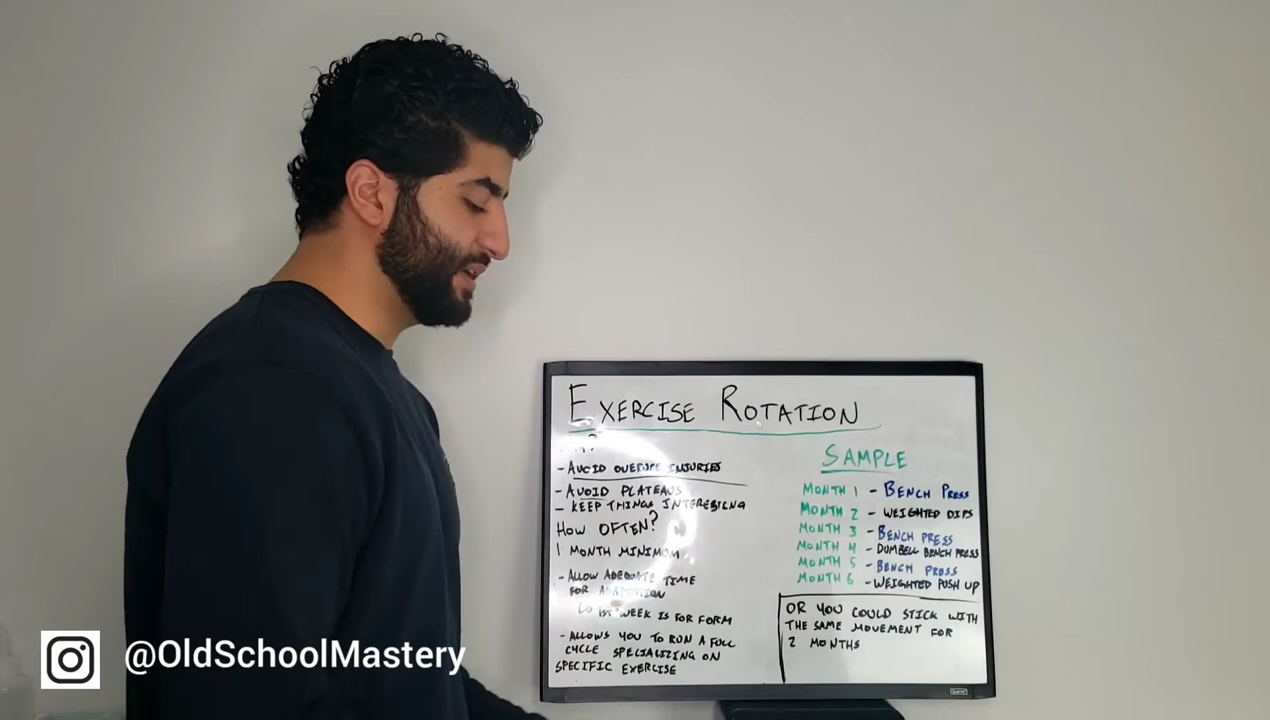 EXERCISE ROTATION
- AVOID OVERUSE INJURIES
- AVOID PLATEAUS
- KEEP THINGS INTERESTING
HOW OFTEN?
1 MONTH MINIMUM
- ALLOW ADEQUATE TIME
FOR ADAPTATION
1ST WEEK IS FOR FORM
- ALLOWS YOU TO RUN A FULL
CYCLE SPECIALIZING ON
SPECIFIC EXERCISE
SAMPLE
MONTH 1 - BENCH PRESS
MONTH 2 - WEIGHTED DIPS
MONTH 3 - BENCH PRESS
MONTH 4 - DUMBELL BENCH PRESS
MONTH 5 - BENCH PRESS
MONTH 6 - WEIGHTED PUSH UP
OR YOU COULD STICK WITH
THE SAME MOVEMENT FOR
2 MONTHS
@OldSchoolMastery